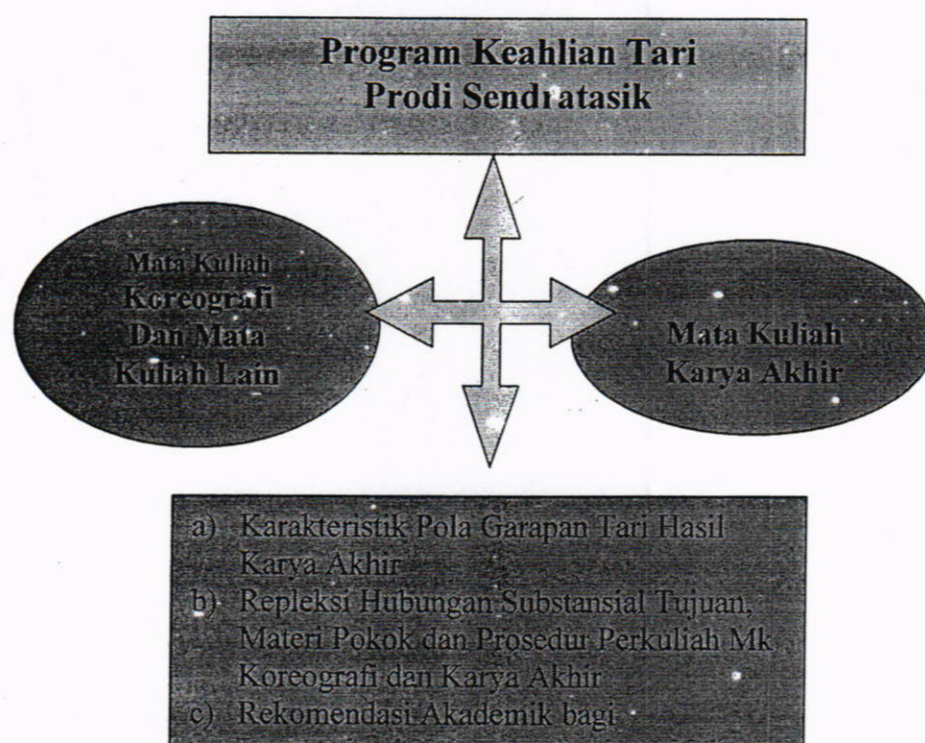 Program Keahlian Tari
Prodi Sendratasik
Mata Kuliah
Koreografi
Dan Mata
Kuliah Lain
Mata Kuliah
Karya Akhir
a) Karakteristik Pola Garapan Tari Hasil
Karya Akhir
b) Repleksi Hubungan Substansial Tujuan,
Materi Pokok dan Prosedur Perkuliah Mk
Koreografi dan Karya Akhir
c) Rekomendasi Akademik bagi